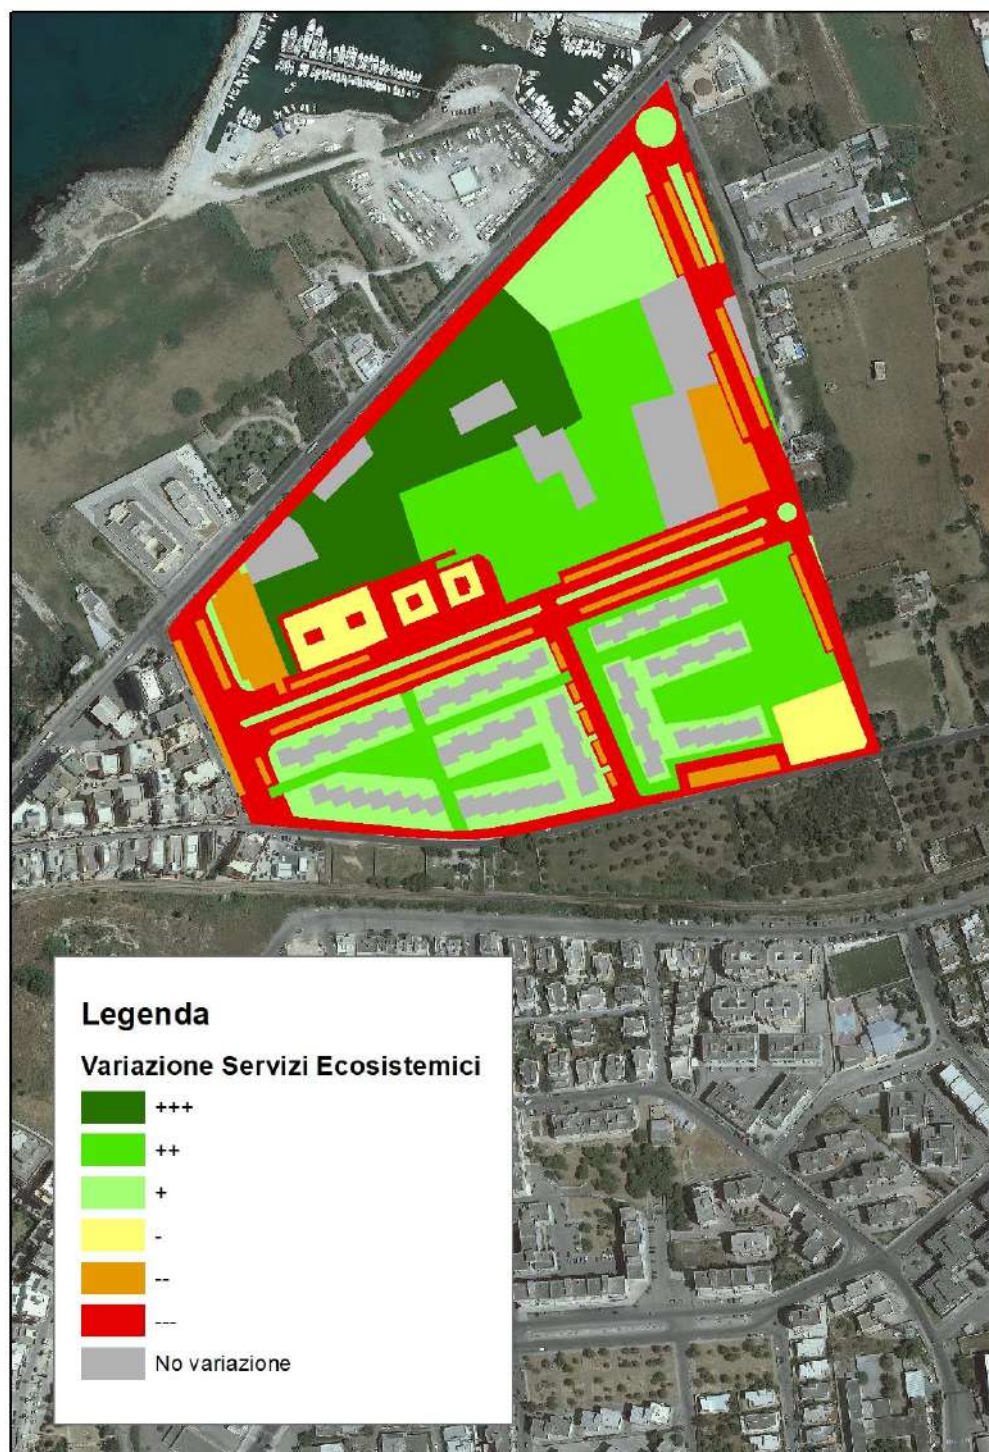 Legenda
Variazione Servizi Ecosistemici
+++
++
+
-
--
---
No variazione